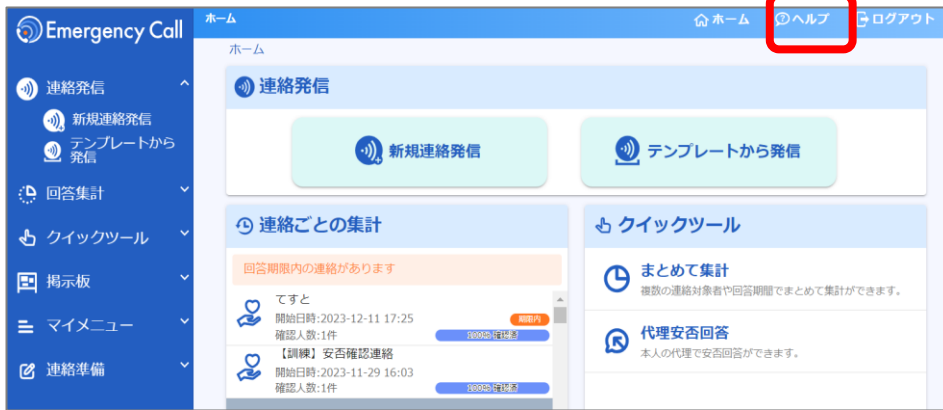 Emergency Call
ホーム
ホーム
ヘルプ
ログアウト
ホーム
連絡発信
新規連絡発信
テンプレートから
発信
回答集計
クイックツール
掲示板
マイメニュー
連絡準備
連絡発信
新規連絡発信
テンプレートから発信
連絡ごとの集計
回答期限内の連絡があります
てすと
開始日時:2023-12-11 17:25
期限内
確認人数:1件
100% 確認者
【訓練】安否確認連絡
開始日時:2023-11-29 16:03
確認人数:1件
100% 確認者
クイックツール
まとめて集計
複数の連絡対象者や回答期間でまとめて集計ができます。
代理安否回答
本人の代理で安否回答ができます。